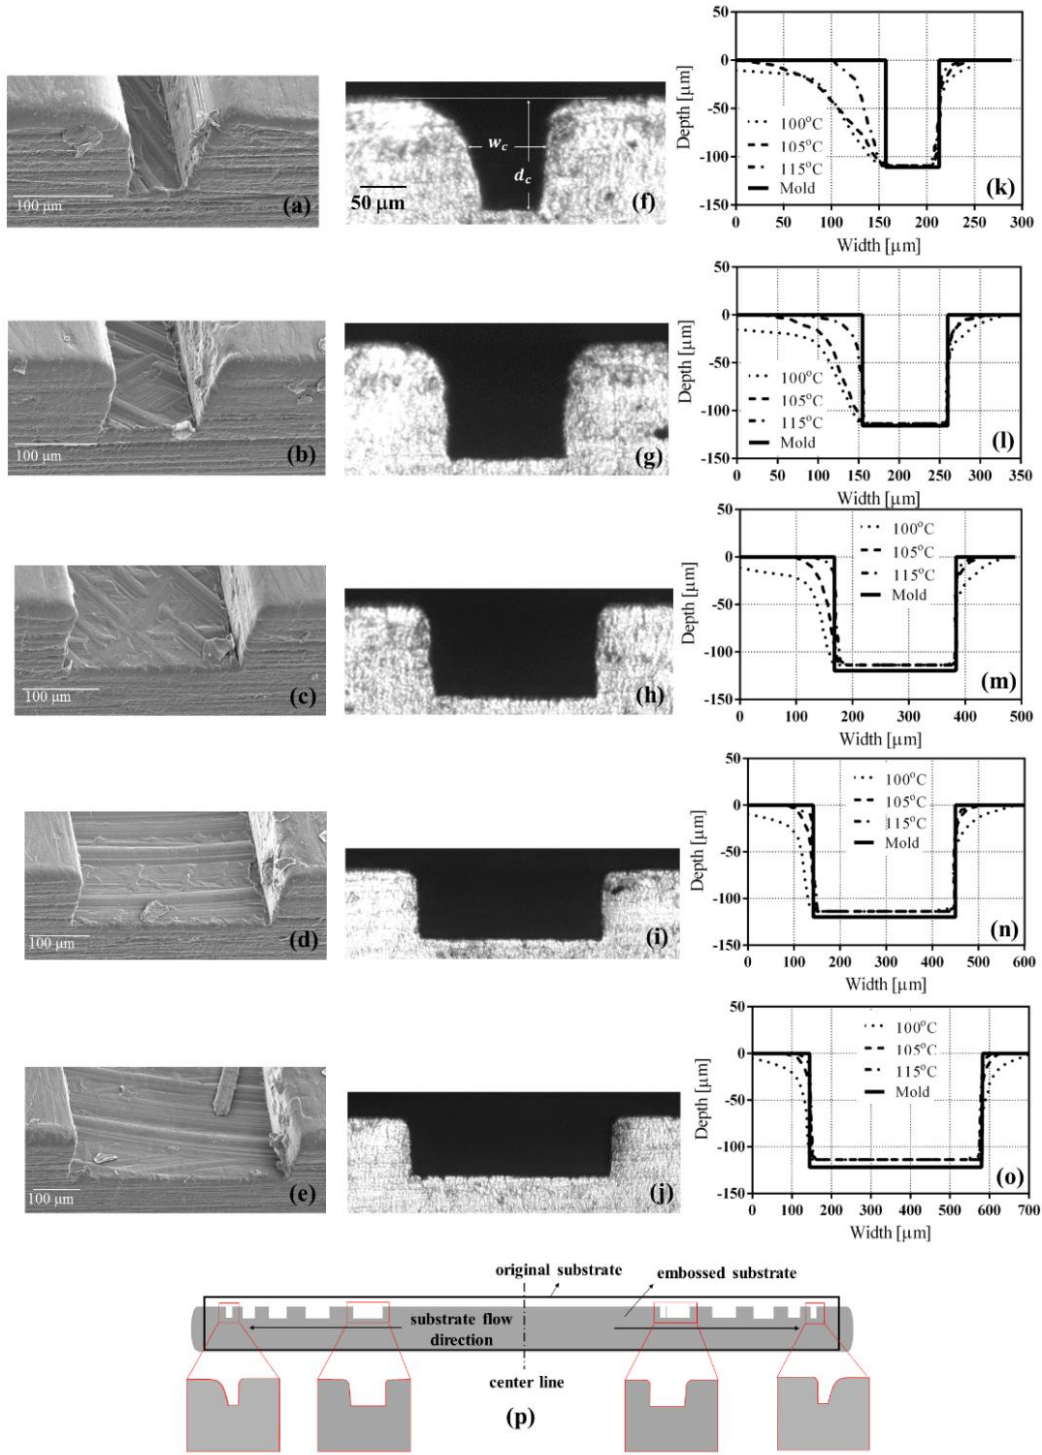 100 μm
(a)
w_c
d_c
50 μm
(f)
50
0
-50
-100
-150
Depth [μm]
100°C
105°C
115°C
Mold
(k)
0 50 100 150 200 250 300
Width [μm]
100 μm
(b)
(g)
50
0
-50
-100
-150
Depth [μm]
100°C
105°C
115°C
Mold
(l)
0 50 100 150 200 250 300 350
Width [μm]
100 μm
(c)
(h)
50
0
-50
-100
-150
Depth [μm]
100°C
105°C
115°C
Mold
(m)
0 100 200 300 400 500
Width [μm]
100 μm
(d)
(i)
50
0
-50
-100
-150
Depth [μm]
100°C
105°C
115°C
Mold
(n)
0 100 200 300 400 500 600
Width [μm]
100 μm
(e)
(j)
50
0
-50
-100
-150
Depth [μm]
100°C
105°C
115°C
Mold
(o)
0 100 200 300 400 500 600 700
Width [μm]
original substrate
embossed substrate
substrate flow
direction
center line
(p)